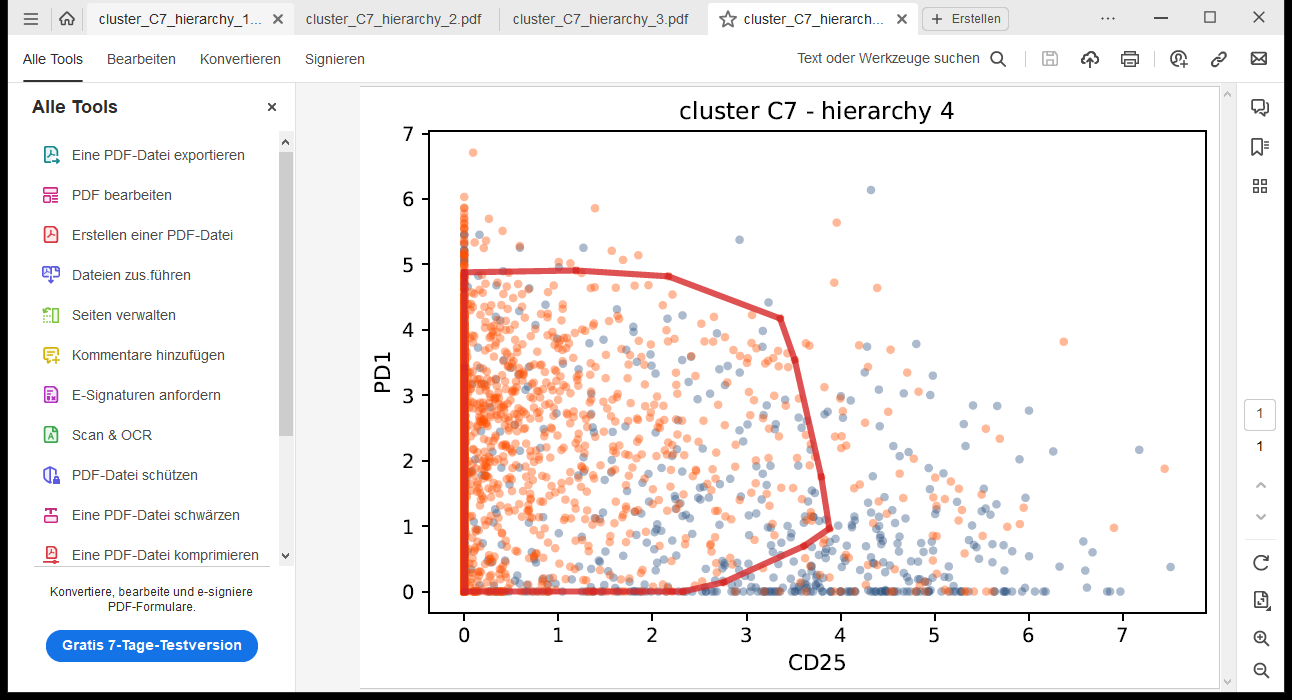 cluster_C7_hierarchy_1...
cluster_C7_hierarchy_2.pdf
cluster_C7_hierarchy_3.pdf
cluster_C7_hierarch...
Erstellen
Alle Tools
Bearbeiten
Konvertieren
Signieren
Text oder Werkzeuge suchen
Alle Tools
Eine PDF-Datei exportieren
PDF bearbeiten
Erstellen einer PDF-Datei
Dateien zus.führen
Seiten verwalten
Kommentare hinzufügen
E-Signaturen anfordern
Scan & OCR
PDF-Datei schützen
Eine PDF-Datei schwärzen
Eine PDF-Datei komprimieren
Konvertiere, bearbeite und e-signiere
PDF-Formulare.
Gratis 7-Tage-Testversion
cluster C7 - hierarchy 4
7
6
5
4
3
2
1
0
PD1
0 1 2 3 4 5 6 7
CD25
1
1